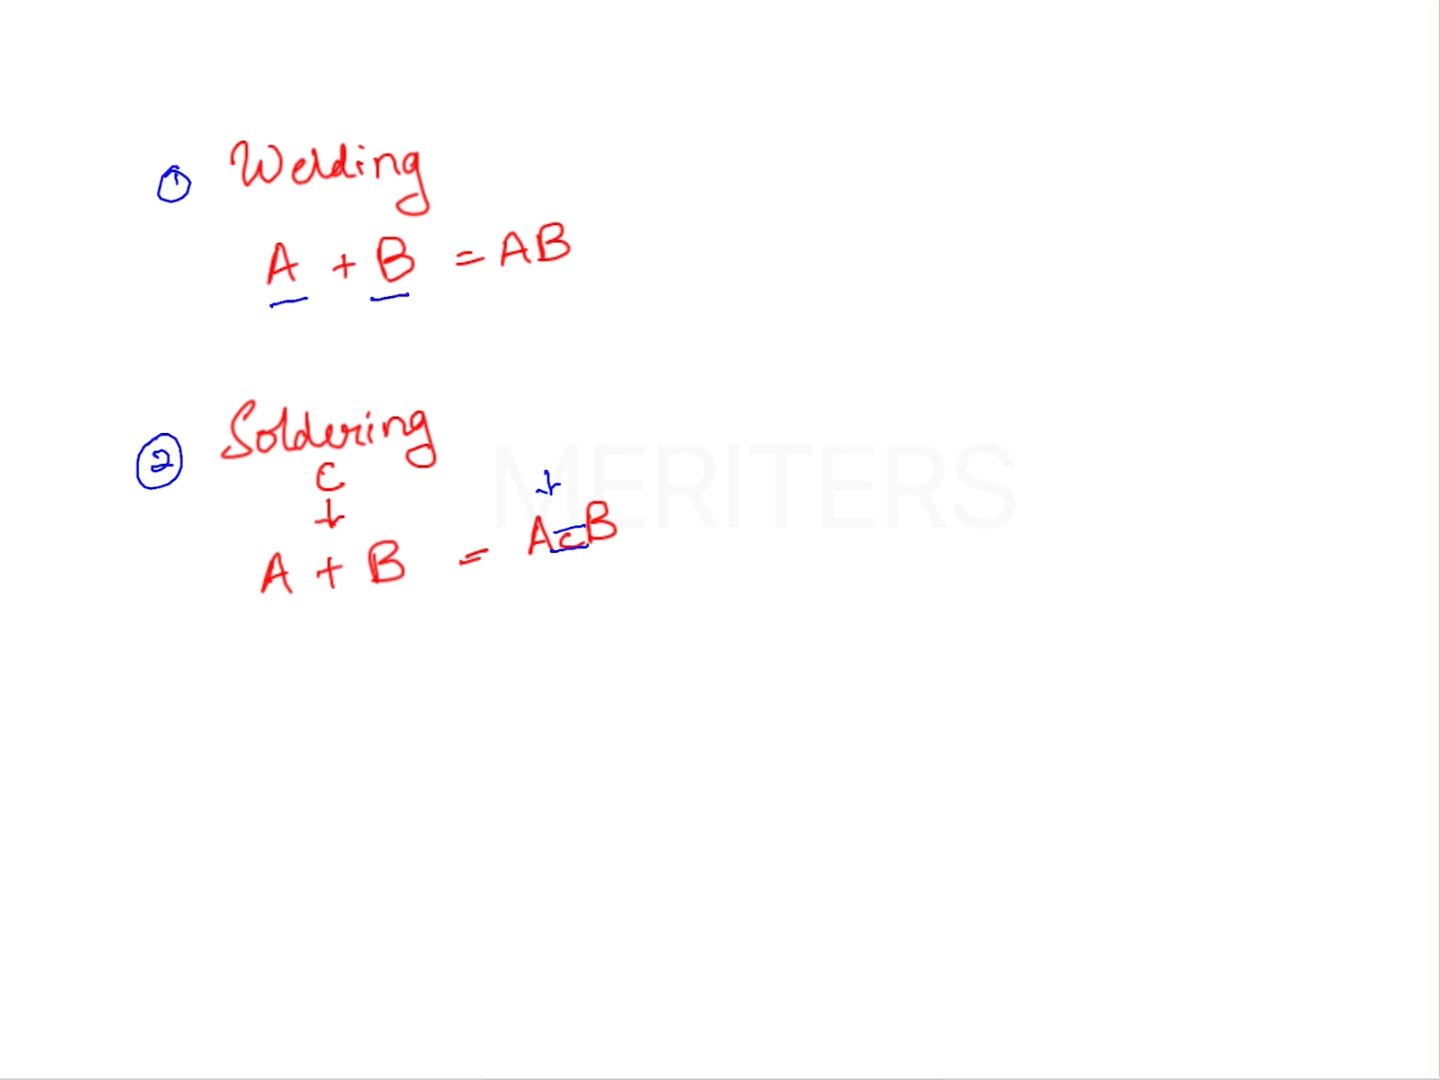 ① Welding
A + B = AB
② Soldering
C
↓
A + B = ACB
MERITERS